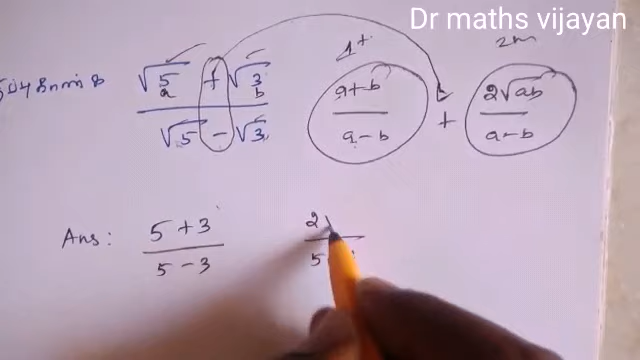 Dr maths vijayan
1st 2m
√5 + √3 / √5 - √3
a b
a+b / a-b + 2√ab / a-b
Ans: 5+3 / 5-3 2√ / 5